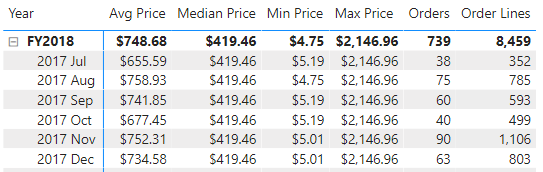 Year Avg Price Median Price Min Price Max Price Orders Order Lines
FY2018 $748.68 $419.46 $4.75 $2,146.96 739 8,459
2017 Jul $655.59 $419.46 $5.19 $2,146.96 38 352
2017 Aug $758.93 $419.46 $4.75 $2,146.96 75 785
2017 Sep $741.85 $419.46 $5.19 $2,146.96 60 593
2017 Oct $677.45 $419.46 $5.19 $2,146.96 40 499
2017 Nov $752.31 $419.46 $5.01 $2,146.96 90 1,106
2017 Dec $734.58 $419.46 $5.01 $2,146.96 63 803